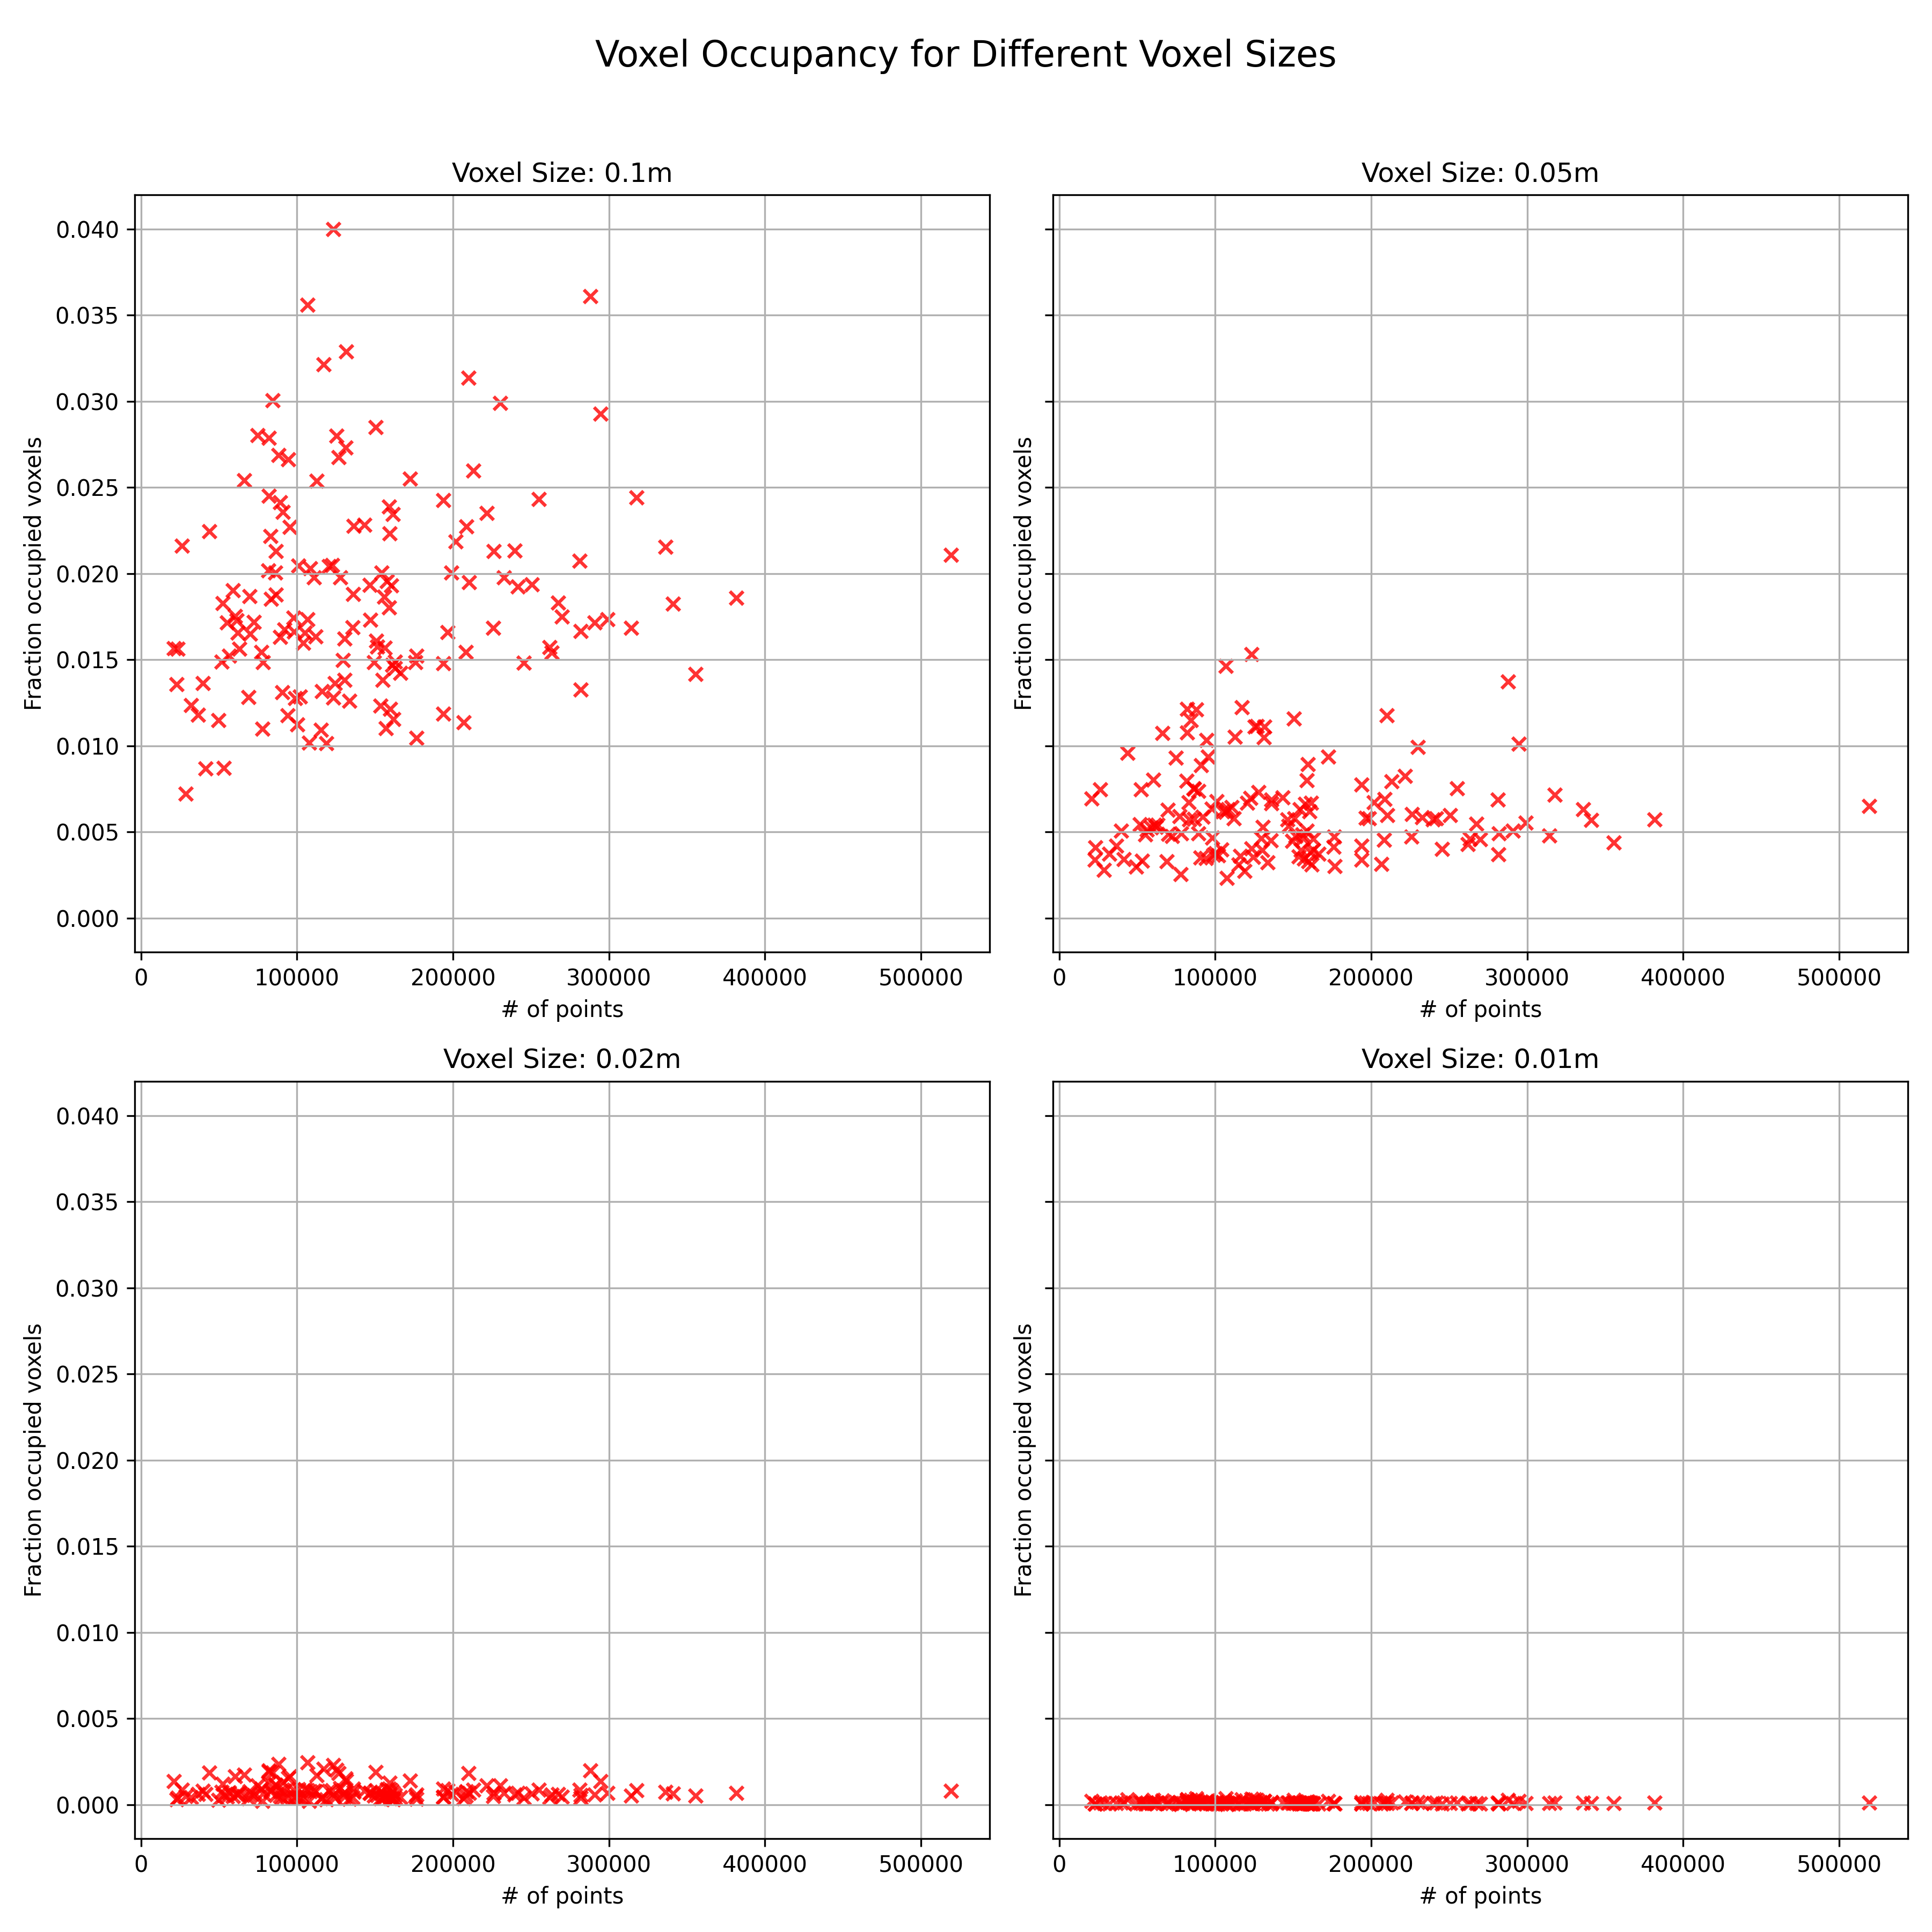 Voxel Occupancy for Different Voxel Sizes
Voxel Size: 0.1m
0.040
0.035
0.030
0.025
0.020
0.015
0.010
0.005
0.000
Fraction occupied voxels
0 100000 200000 300000 400000 500000
# of points
Voxel Size: 0.05m
Fraction occupied voxels
0 100000 200000 300000 400000 500000
# of points
Voxel Size: 0.02m
0.040
0.035
0.030
0.025
0.020
0.015
0.010
0.005
0.000
Fraction occupied voxels
0 100000 200000 300000 400000 500000
# of points
Voxel Size: 0.01m
Fraction occupied voxels
0 100000 200000 300000 400000 500000
# of points